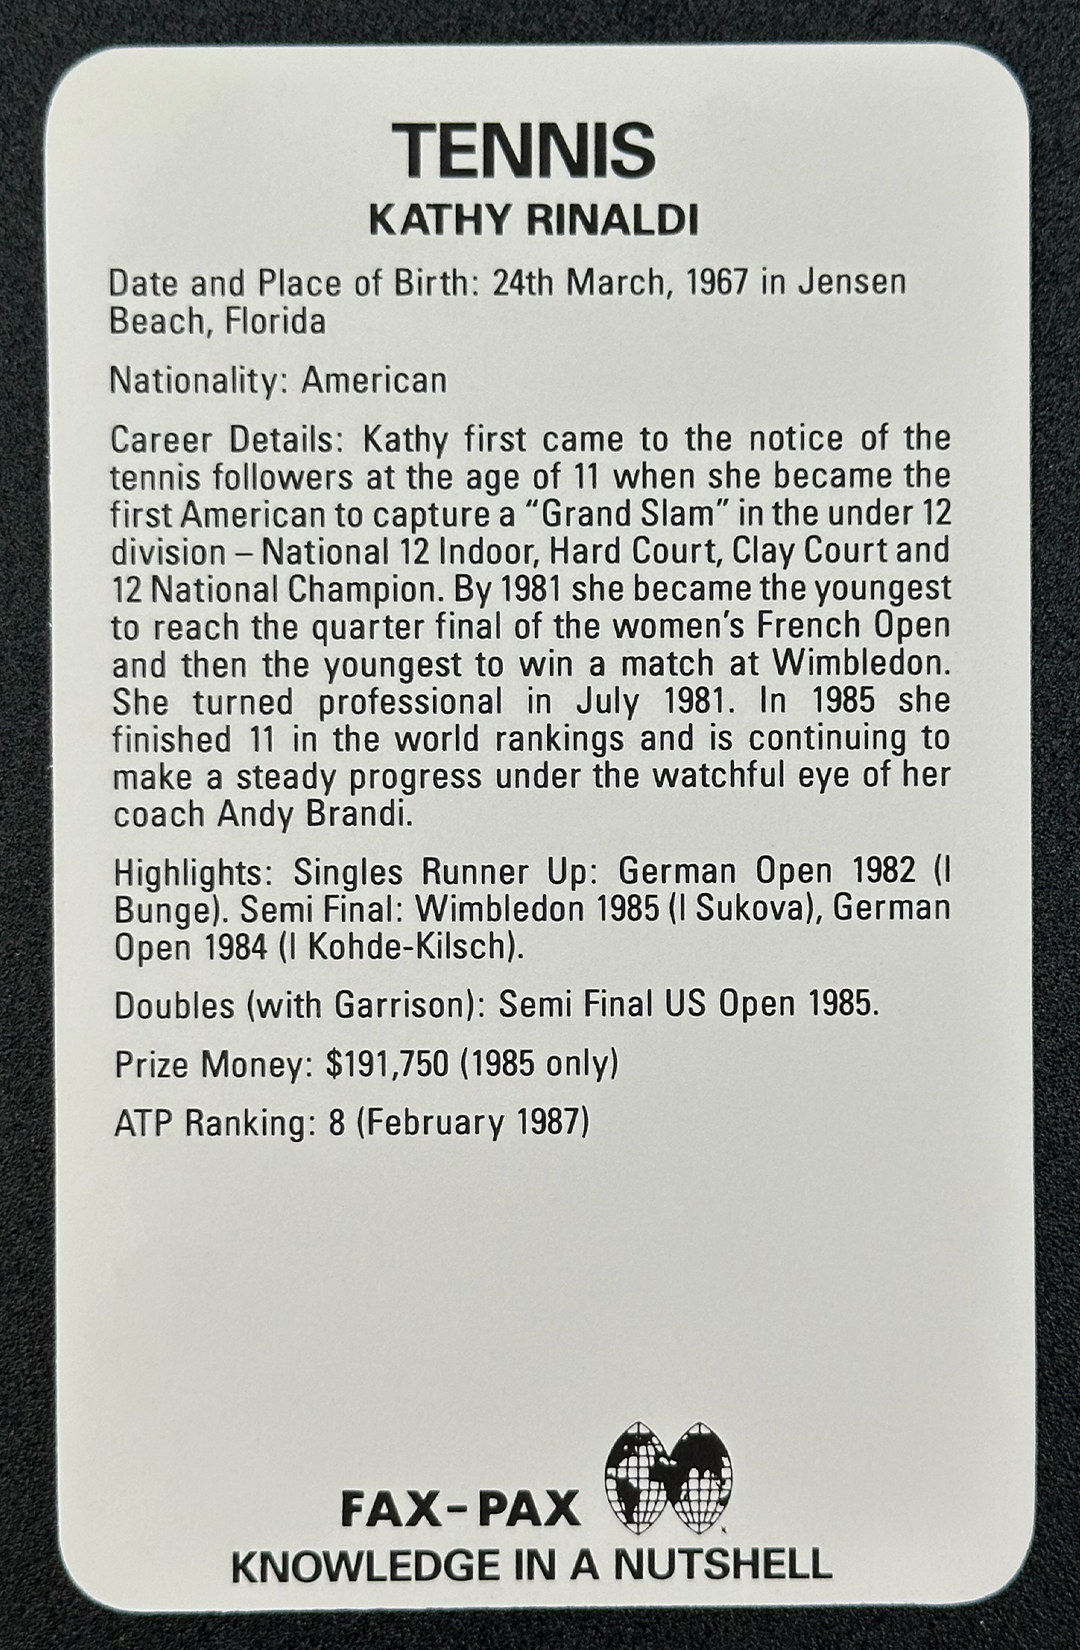 TENNIS
KATHY RINALDI
Date and Place of Birth: 24th March, 1967 in Jensen
Beach, Florida
Nationality: American
Career Details: Kathy first came to the notice of the
tennis followers at the age of 11 when she became the
first American to capture a “Grand Slam” in the under 12
division – National 12 Indoor, Hard Court, Clay Court and
12 National Champion. By 1981 she became the youngest
to reach the quarter final of the women's French Open
and then the youngest to win a match at Wimbledon.
She turned professional in July 1981. In 1985 she
finished 11 in the world rankings and is continuing to
make a steady progress under the watchful eye of her
coach Andy Brandi.
Highlights: Singles Runner Up: German Open 1982 (l
Bunge). Semi Final: Wimbledon 1985 (l Sukova), German
Open 1984 (l Kohde-Kilsch).
Doubles (with Garrison): Semi Final US Open 1985.
Prize Money: $191,750 (1985 only)
ATP Ranking: 8 (February 1987)
FAX-PAX
KNOWLEDGE IN A NUTSHELL